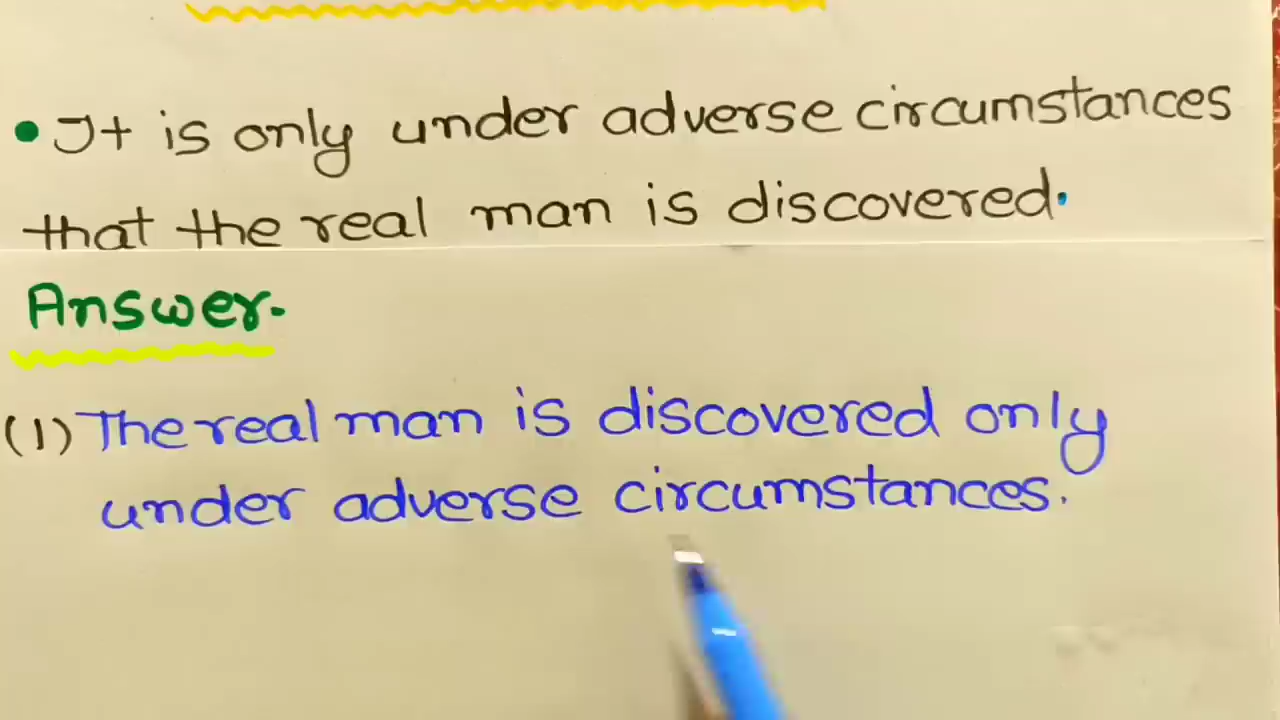 • It is only under adverse circumstances
that the real man is discovered.
Answer.
(1) The real man is discovered only
under adverse circumstances.